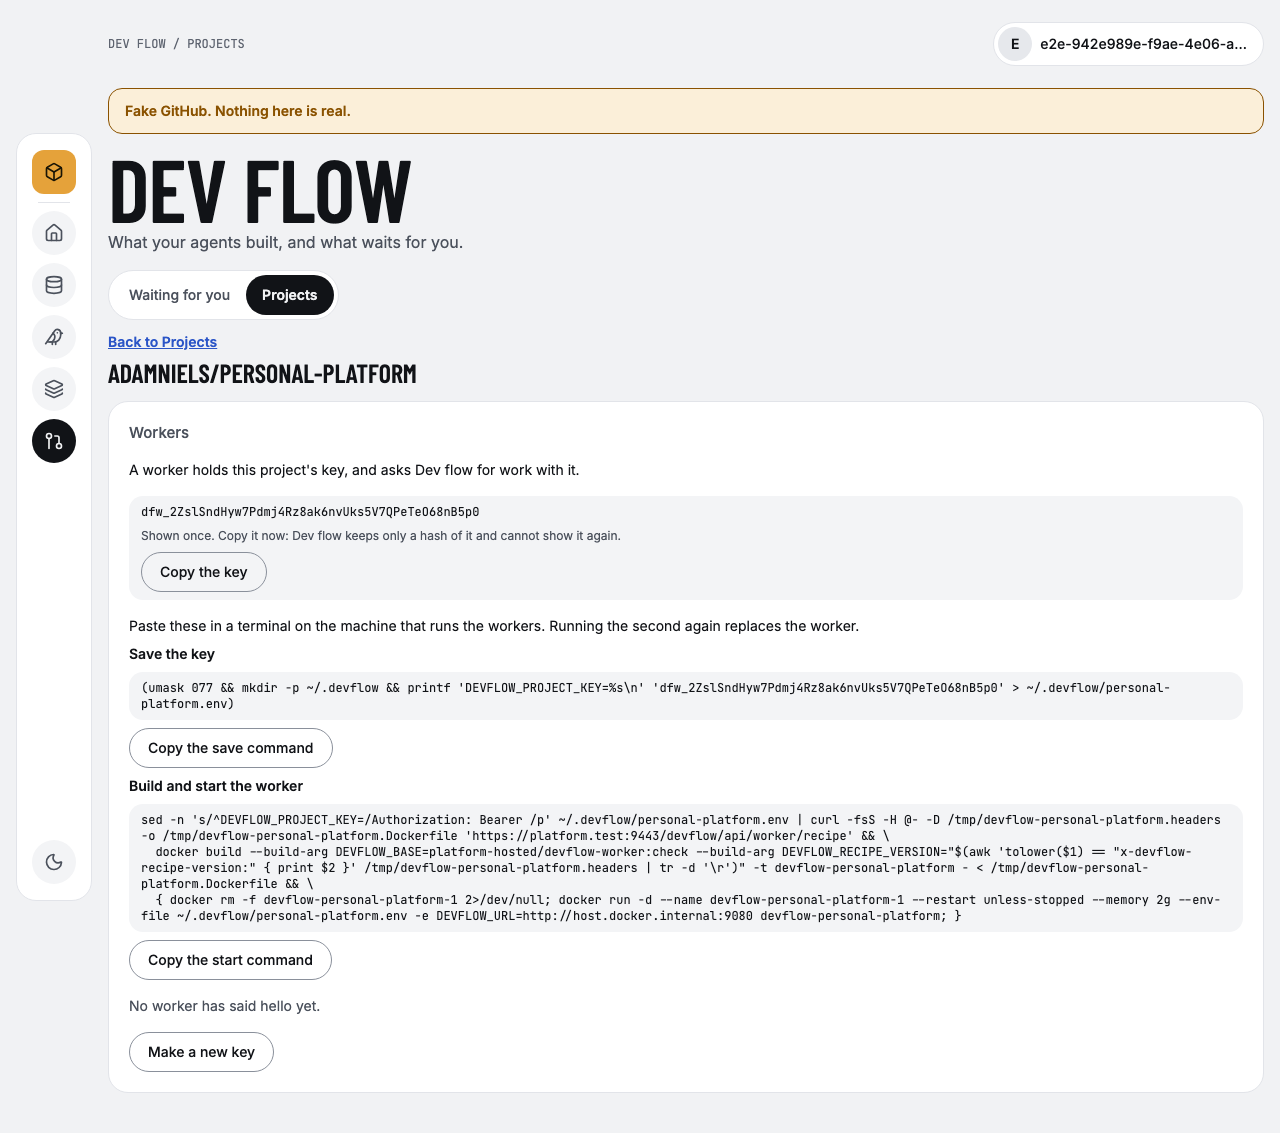 DEV FLOW / PROJECTS
E
e2e-942e989e-f9ae-4e06-a...
Fake GitHub. Nothing here is real.
DEV FLOW
What your agents built, and what waits for you.
Waiting for you
Projects
Back to Projects
ADAMNIELS/PERSONAL-PLATFORM
Workers
A worker holds this project's key, and asks Dev flow for work with it.
dfw_2ZslSndHyw7Pdmj4Rz8ak6nvUks5V7QPeTeO68nB5p0
Shown once. Copy it now: Dev flow keeps only a hash of it and cannot show it again.
Copy the key
Paste these in a terminal on the machine that runs the workers. Running the second again replaces the worker.
Save the key
(umask 077 && mkdir -p ~/.devflow && printf 'DEVFLOW_PROJECT_KEY=%s\n' 'dfw_2ZslSndHyw7Pdmj4Rz8ak6nvUks5V7QPeTeO68nB5p0' > ~/.devflow/personal-
platform.env)
Copy the save command
Build and start the worker
sed -n 's/^DEVFLOW_PROJECT_KEY=/Authorization: Bearer /p' ~/.devflow/personal-platform.env | curl -fsS -H @- -D /tmp/devflow-personal-platform.headers
-o /tmp/devflow-personal-platform.Dockerfile 'https://platform.test:9443/devflow/api/worker/recipe' && \
docker build --build-arg DEVFLOW_BASE=platform-hosted/devflow-worker:check --build-arg DEVFLOW_RECIPE_VERSION="$(awk 'tolower($1) == "x-devflow-
recipe-version:" { print $2 }' /tmp/devflow-personal-platform.headers | tr -d '\r')" -t devflow-personal-platform - < /tmp/devflow-personal-
platform.Dockerfile && \
{ docker rm -f devflow-personal-platform-1 2>/dev/null; docker run -d --name devflow-personal-platform-1 --restart unless-stopped --memory 2g --env-
file ~/.devflow/personal-platform.env -e DEVFLOW_URL=http://host.docker.internal:9080 devflow-personal-platform; }
Copy the start command
No worker has said hello yet.
Make a new key